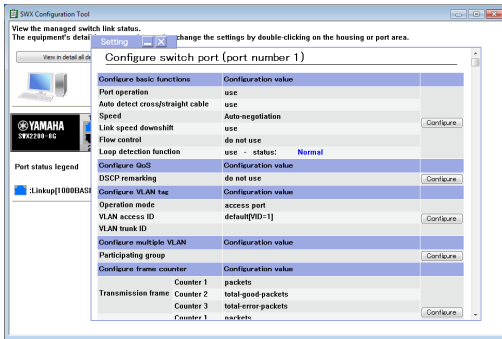 SWX Configuration Tool
View the managed switch link status.
The equipment's detai
change the settings by double-clicking on the housing or port area.
View in detail all de
Setting
Configure switch port (port number 1)
Configure basic functions Configuration value
Port operation use
Auto detect cross/straight cable use
Speed Auto-negotiation
Link speed downshift use
Flow control do not use
Loop detection function use - status: Normal
Configure
Configure QoS Configuration value
DSCP remarking do not use
Configure
Configure VLAN tag Configuration value
Operation mode access port
VLAN access ID default[VID=1]
VLAN trunk ID
Configure
Configure multiple VLAN Configuration value
Participating group
Configure
Configure frame counter Configuration value
Transmission frame
Counter 1 packets
Counter 2 total-good-packets
Counter 3 total-error-packets
Counter 1 packets
Configure
YAMAHA
SWX2200-8G
Port status legend
:Linkup[1000BASI